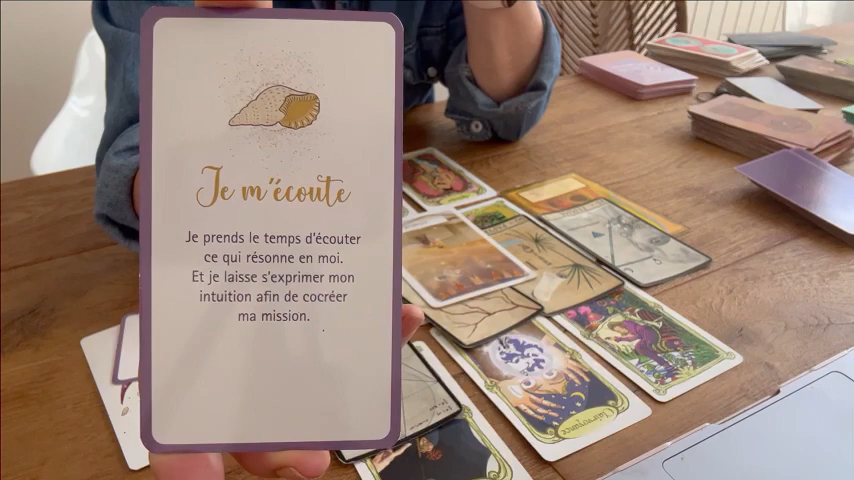 Je m'écoute
Je prends le temps d'écouter
ce qui résonne en moi.
Et je laisse s'exprimer mon
intuition afin de cocréer
ma mission.
Clairvoyance